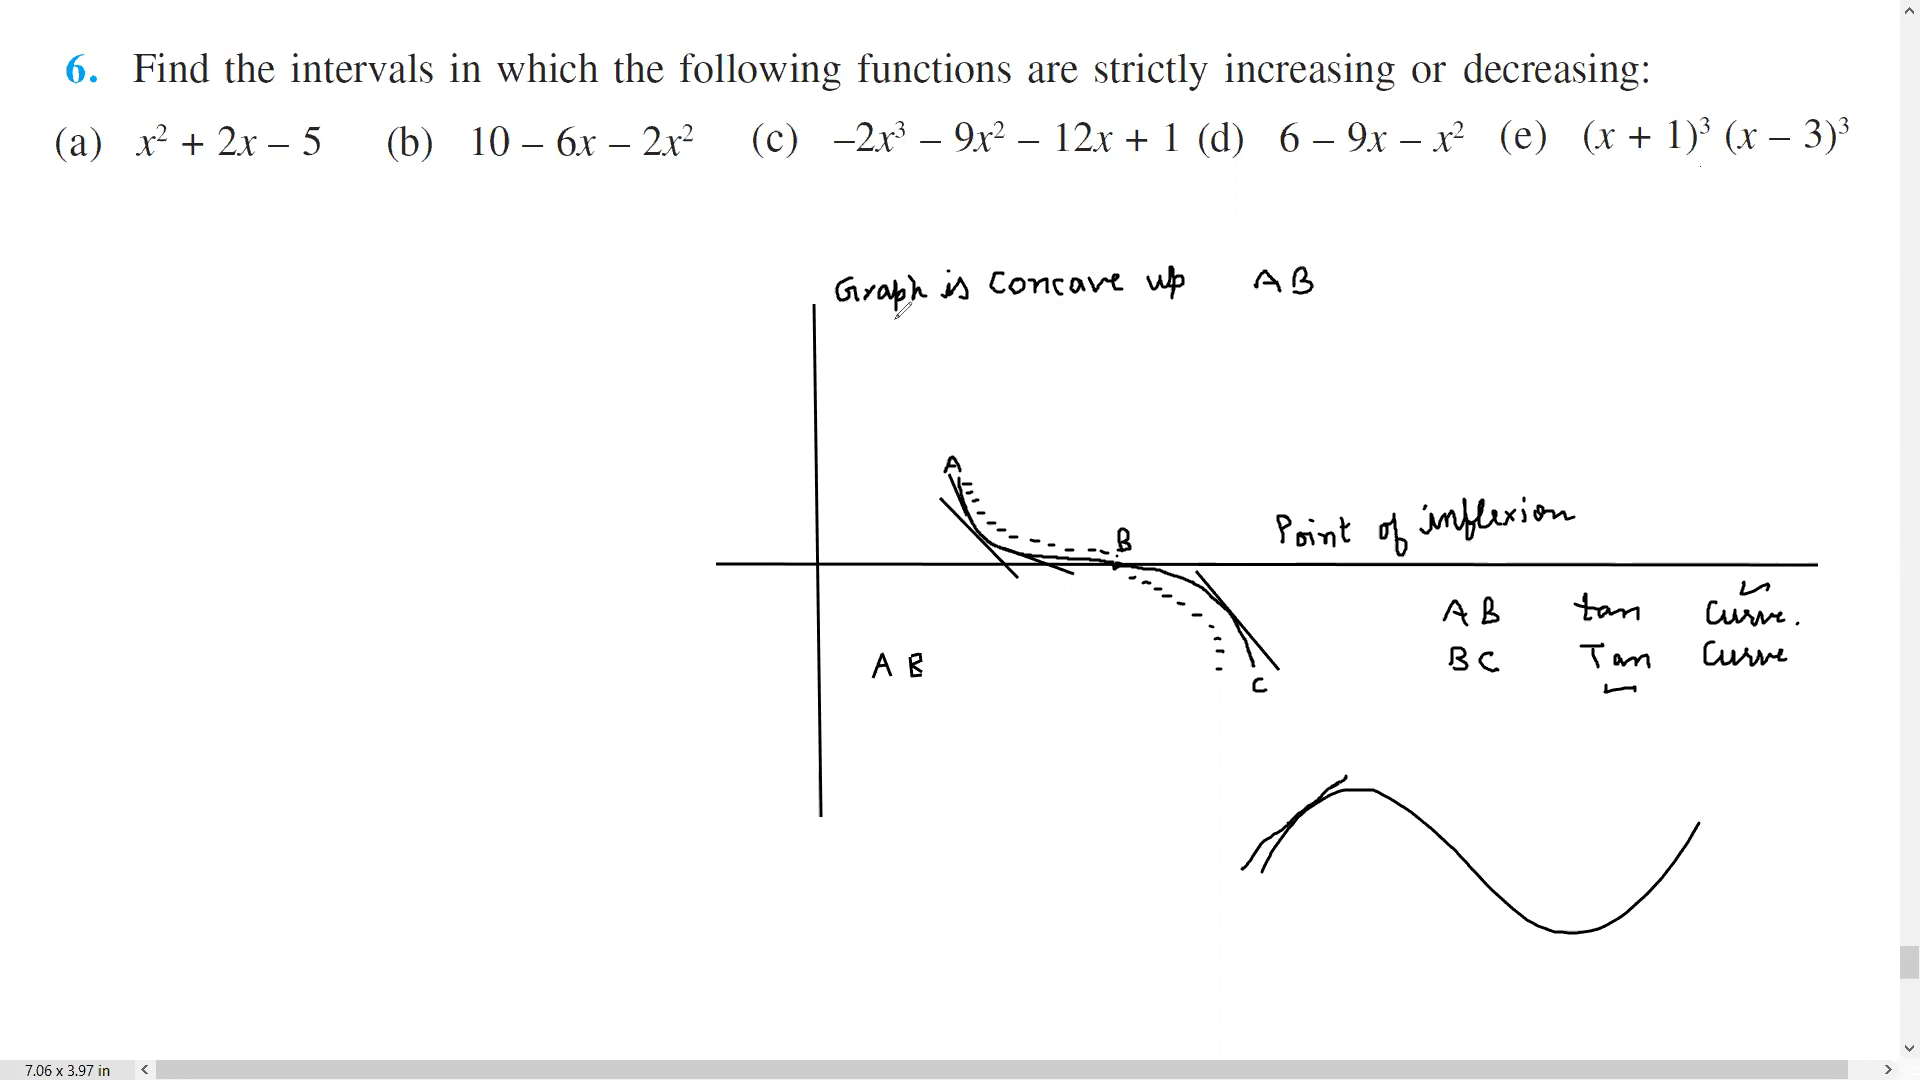 6. Find the intervals in which the following functions are strictly increasing or decreasing:
(a) x² + 2x – 5 (b) 10 – 6x – 2x² (c) –2x³ – 9x² – 12x + 1 (d) 6 – 9x – x² (e) (x + 1)³ (x – 3)³
Graph is Concave up AB
A
B
Point of inflexion
AB tan Curve.
BC Tan Curve
AB
C
7.06 x 3.97 in